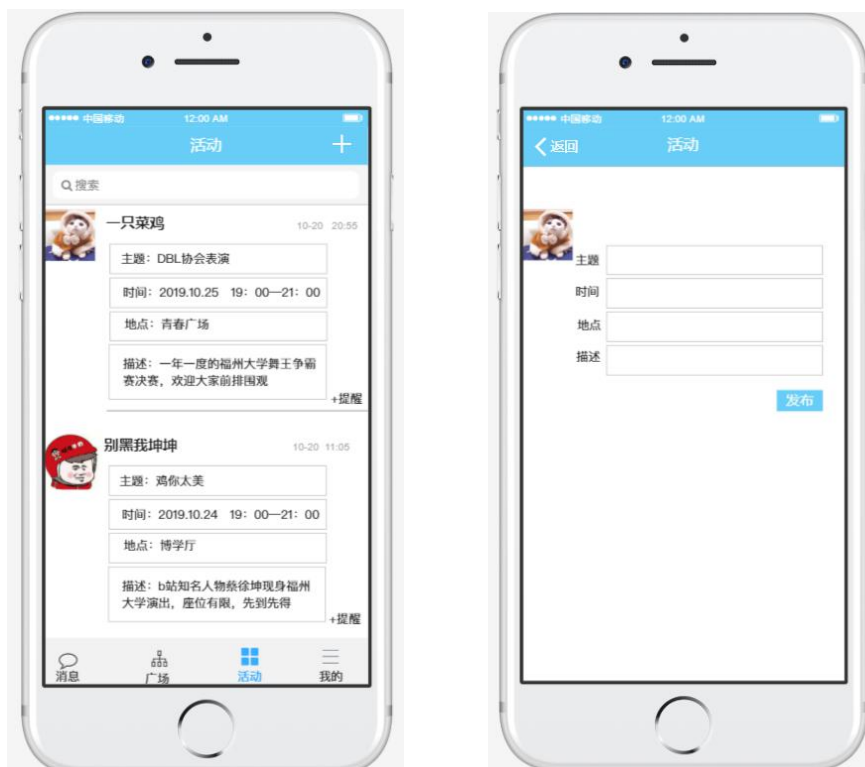 中国移动 12:00 AM
活动 +
搜索
一只菜鸡 10-20 20:55
主题：DBL协会表演
时间：2019.10.25 19：00—21：00
地点：青春广场
描述：一年一度的福州大学舞王争霸
赛决赛，欢迎大家前排围观
+提醒
别黑我坤坤 10-20 11:05
主题：鸡你太美
时间：2019.10.24 19：00—21：00
地点：博学厅
描述：b站知名人物蔡徐坤现身福州
大学演出，座位有限，先到先得
+提醒
消息 广场 活动 我的
中国移动 12:00 AM
返回 活动
主题
时间
地点
描述
发布